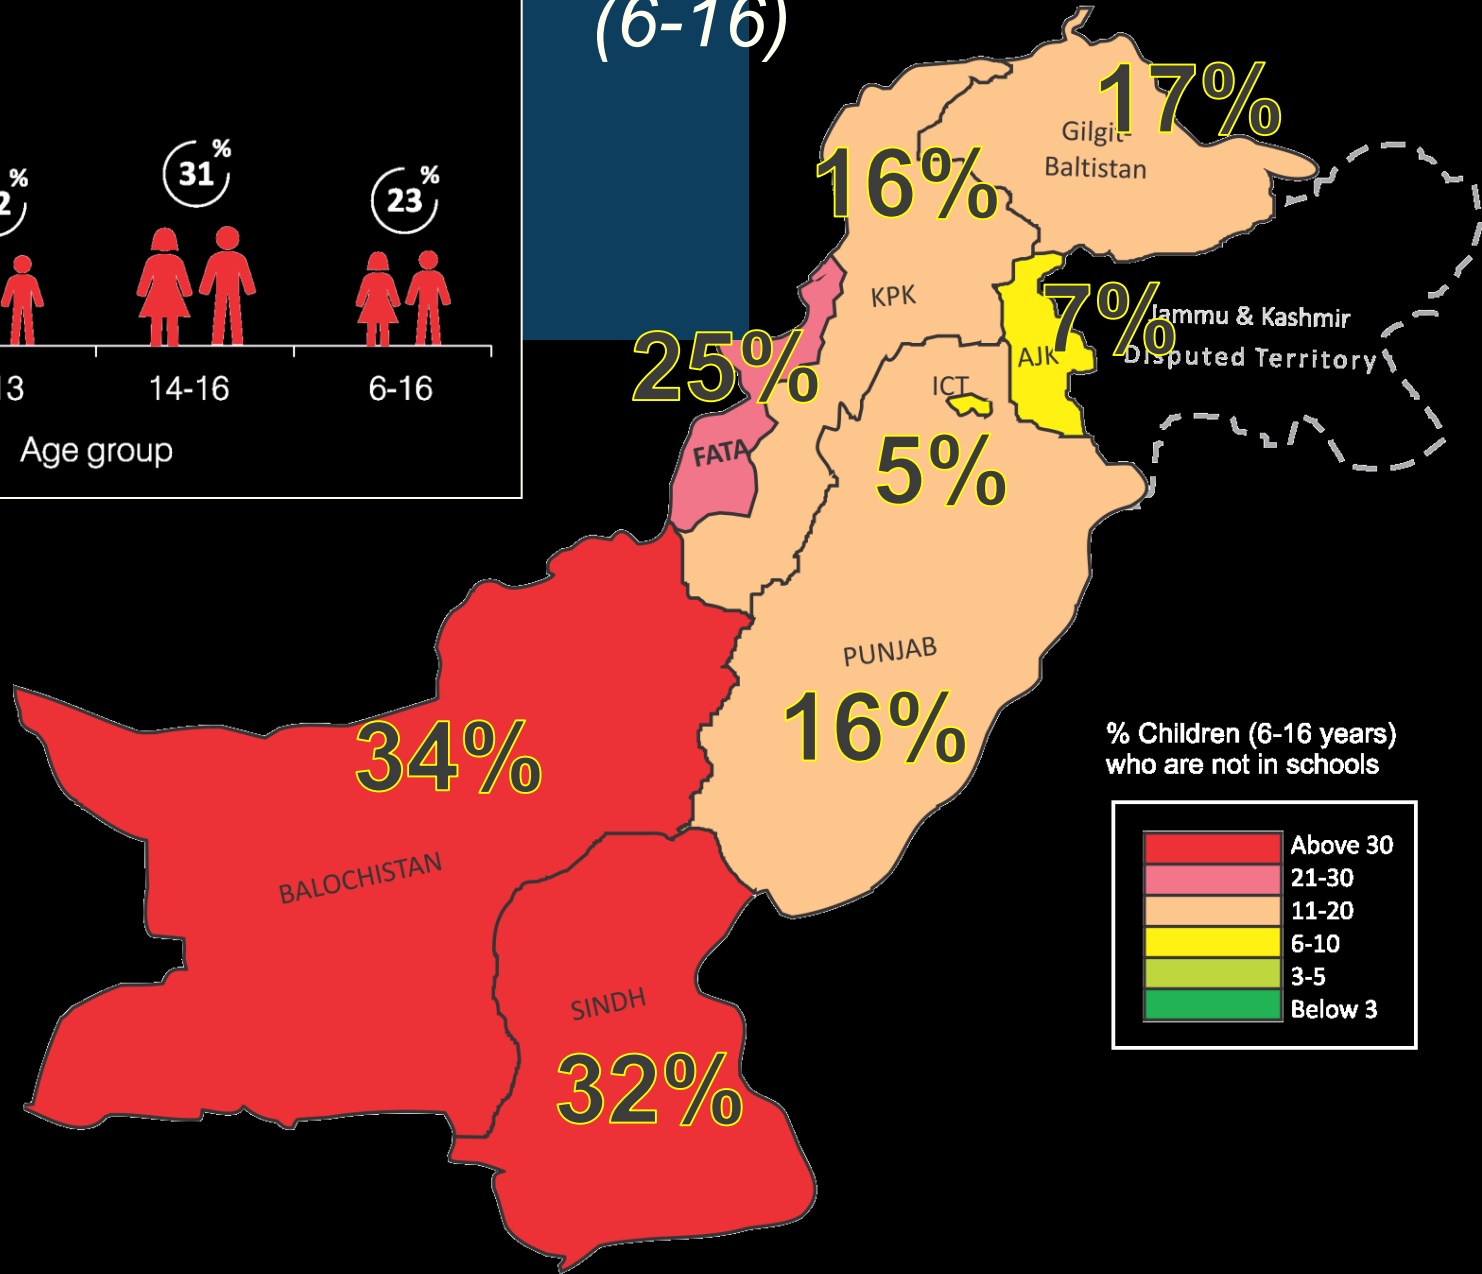 (6-16)
2%
31%
23%
13
14-16
6-16
Age group
17%
Gilgit-
Baltistan
16%
KPK
7%
Jammu & Kashmir
Disputed Territory
AJK
25%
ICT
FATA
5%
PUNJAB
16%
34%
BALOCHISTAN
SINDH
32%
% Children (6-16 years)
who are not in schools
Above 30
21-30
11-20
6-10
3-5
Below 3